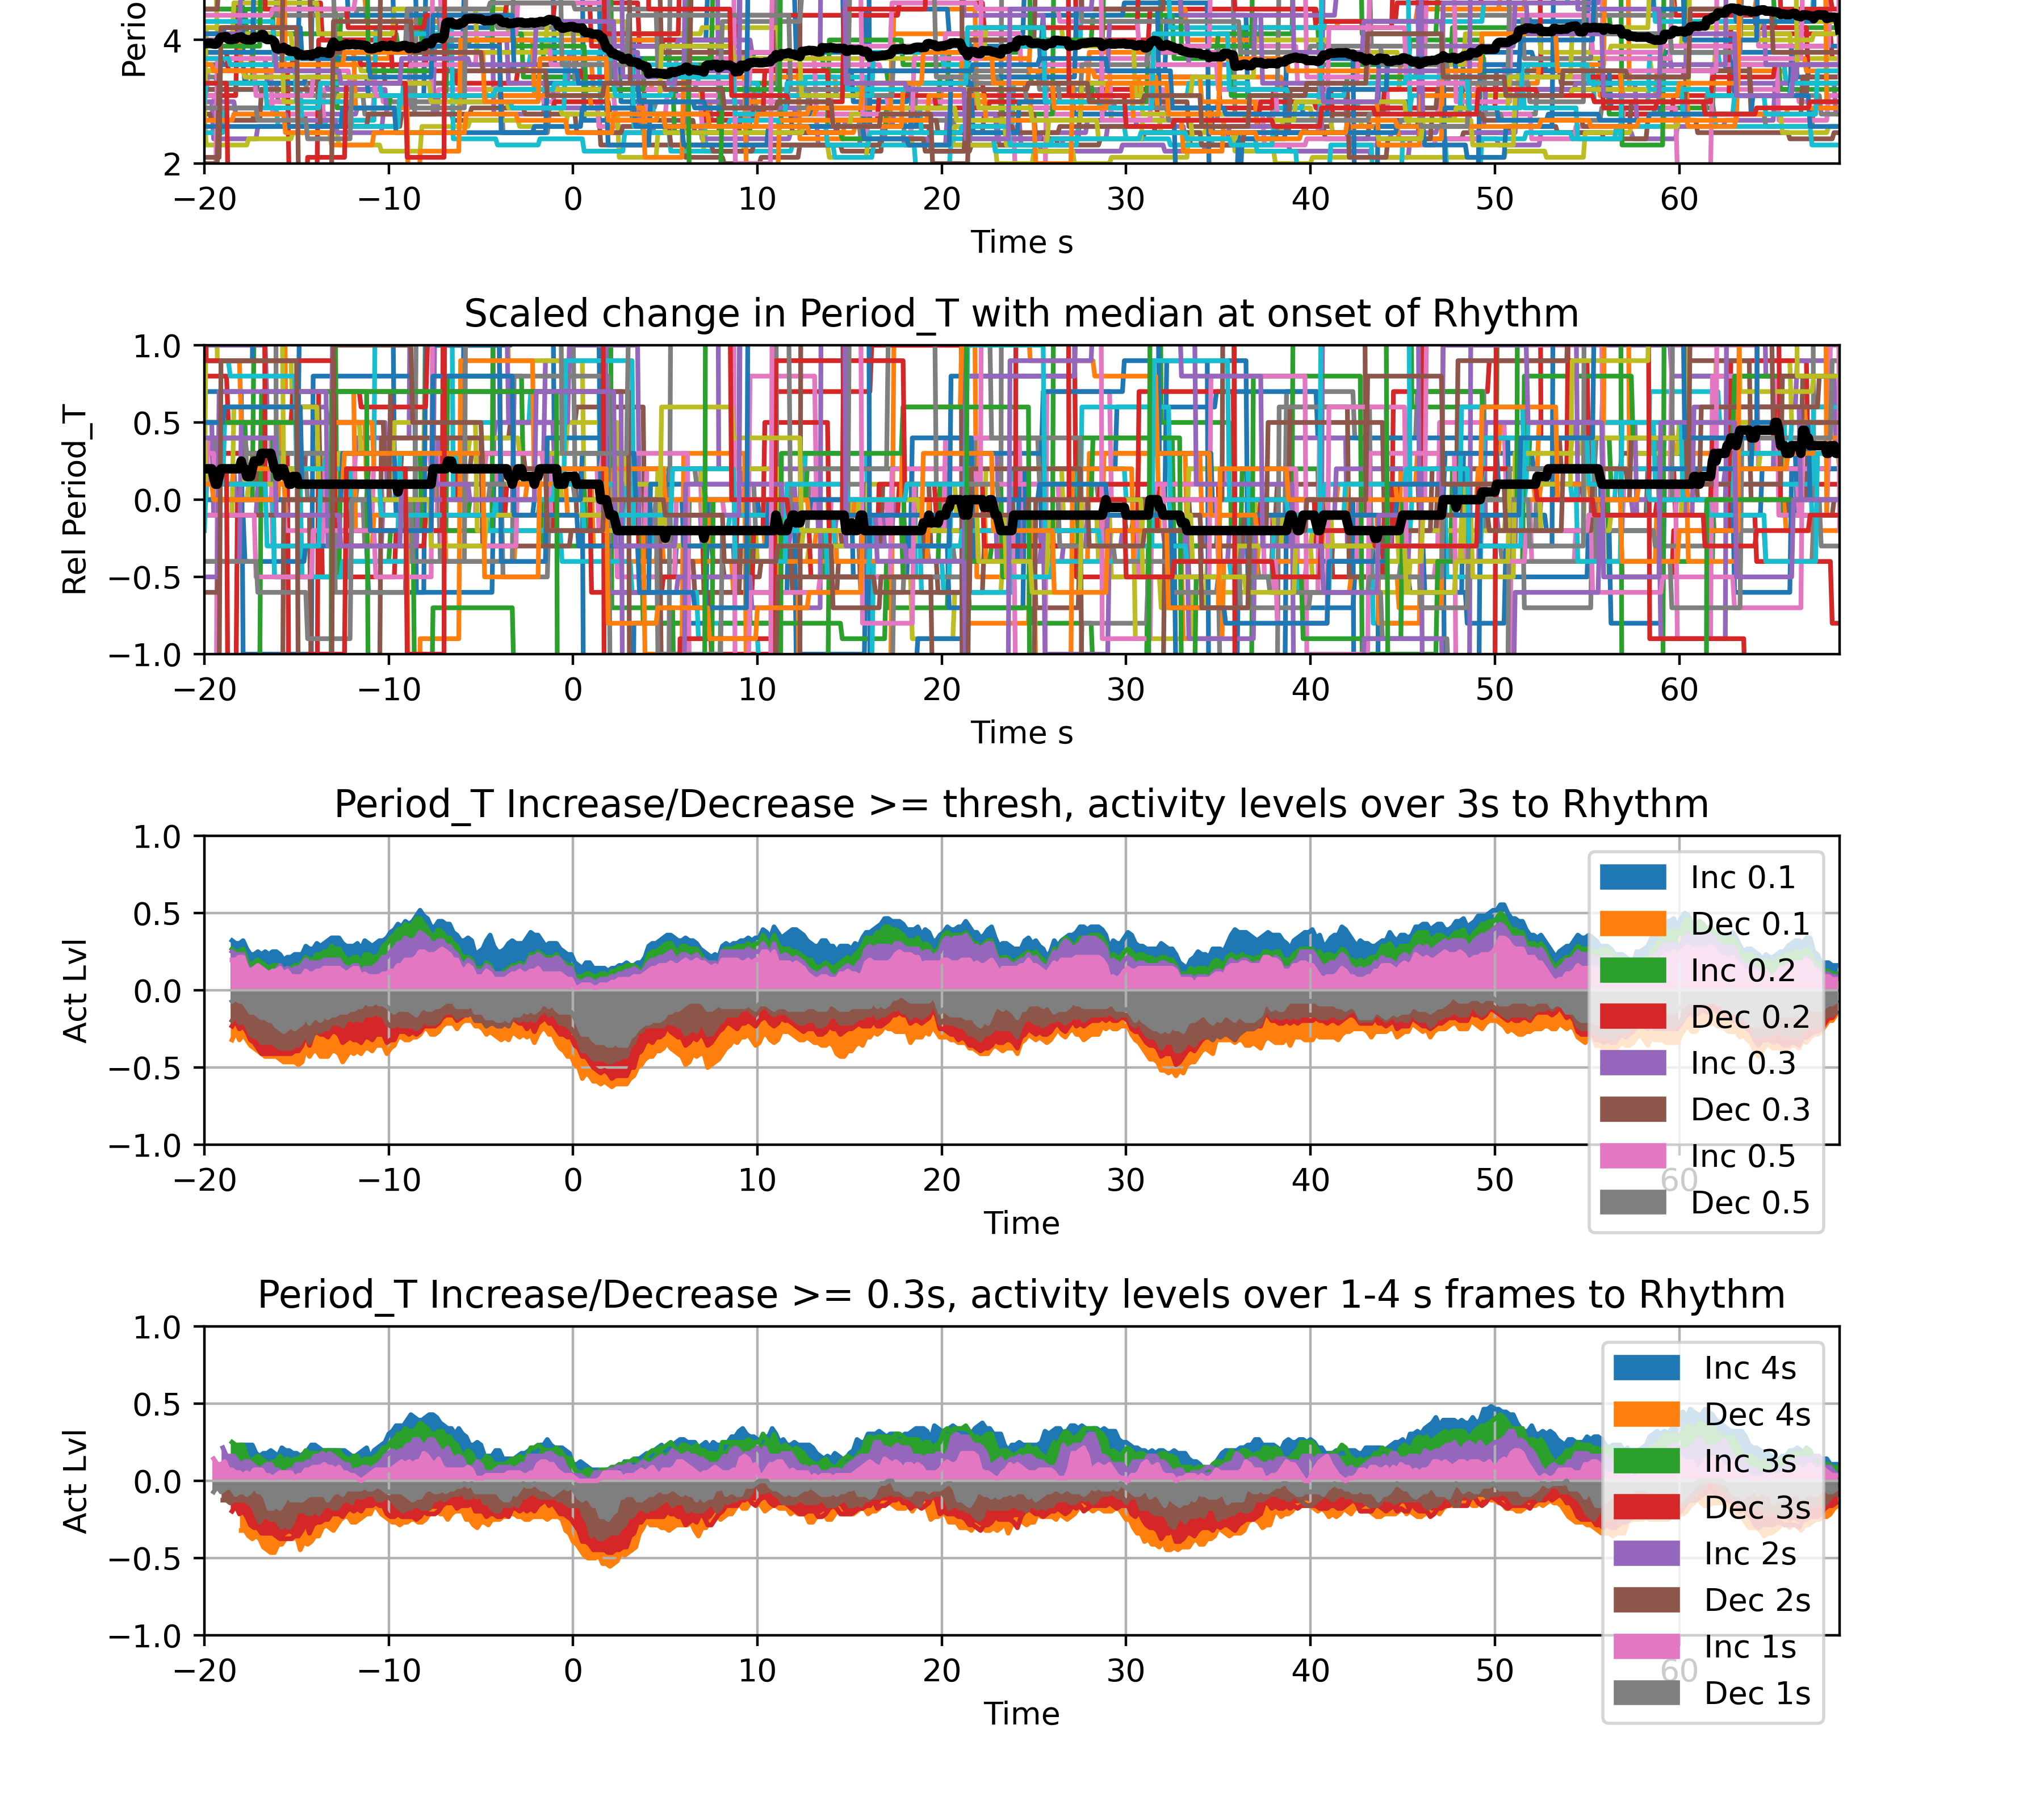 Perio
4
2
−20 −10 0 10 20 30 40 50 60
Time s
Scaled change in Period_T with median at onset of Rhythm
Rel Period_T
1.0
0.5
0.0
−0.5
−1.0
−20 −10 0 10 20 30 40 50 60
Time s
Period_T Increase/Decrease >= thresh, activity levels over 3s to Rhythm
Act Lvl
1.0
0.5
0.0
−0.5
−1.0
Inc 0.1
Dec 0.1
Inc 0.2
Dec 0.2
Inc 0.3
Dec 0.3
Inc 0.5
Dec 0.5
−20 −10 0 10 20 30 40 50 60
Time
Period_T Increase/Decrease >= 0.3s, activity levels over 1-4 s frames to Rhythm
Act Lvl
1.0
0.5
0.0
−0.5
−1.0
Inc 4s
Dec 4s
Inc 3s
Dec 3s
Inc 2s
Dec 2s
Inc 1s
Dec 1s
−20 −10 0 10 20 30 40 50 60
Time